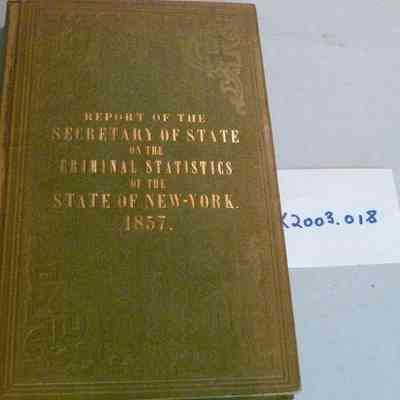 REPORT OF THE
SECRETARY OF STATE
ON THE
CRIMINAL STATISTICS
OF THE
STATE OF NEW-YORK.
1857.
X2003.018